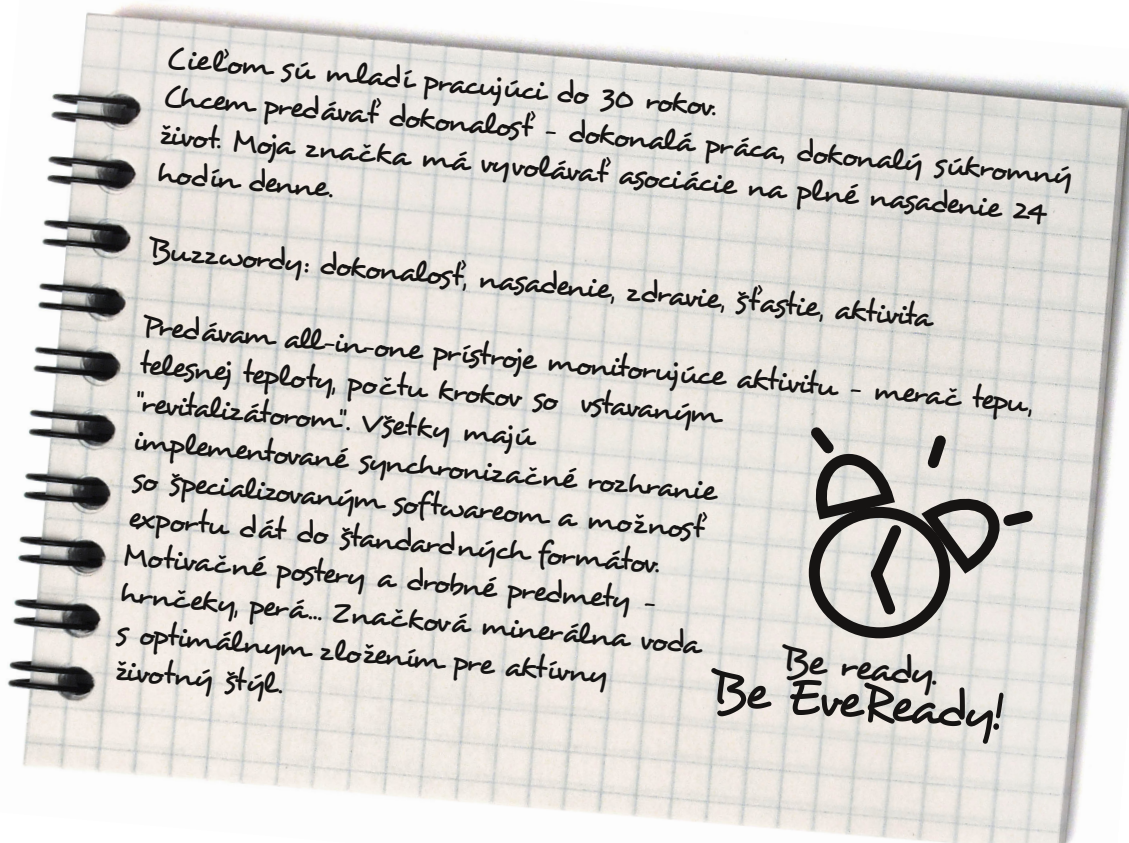 Cieľom sú mladí pracujúci do 30 rokov.
Chcem predávať dokonalosť - dokonalá práca, dokonalý súkromný
život. Moja značka má vyvolávať asociácie na plné nasadenie 24
hodín denne.
Buzzwordy: dokonalosť, nasadenie, zdravie, šťastie, aktivita
Predávam all-in-one prístroje monitorujúce aktivitu - merač tepu,
telesnej teploty, počtu krokov so vstavaným
"revitalizátorom". Všetky majú
implementované synchronizačné rozhranie
so špecializovaným softwareom a možnosť
exportu dát do štandardných formátov.
Motivačné postery a drobné predmety -
hrnčeky, perá... Značková minerálna voda
s optimálnym zložením pre aktívny
životný štýl.
Be ready.
Be EveReady!